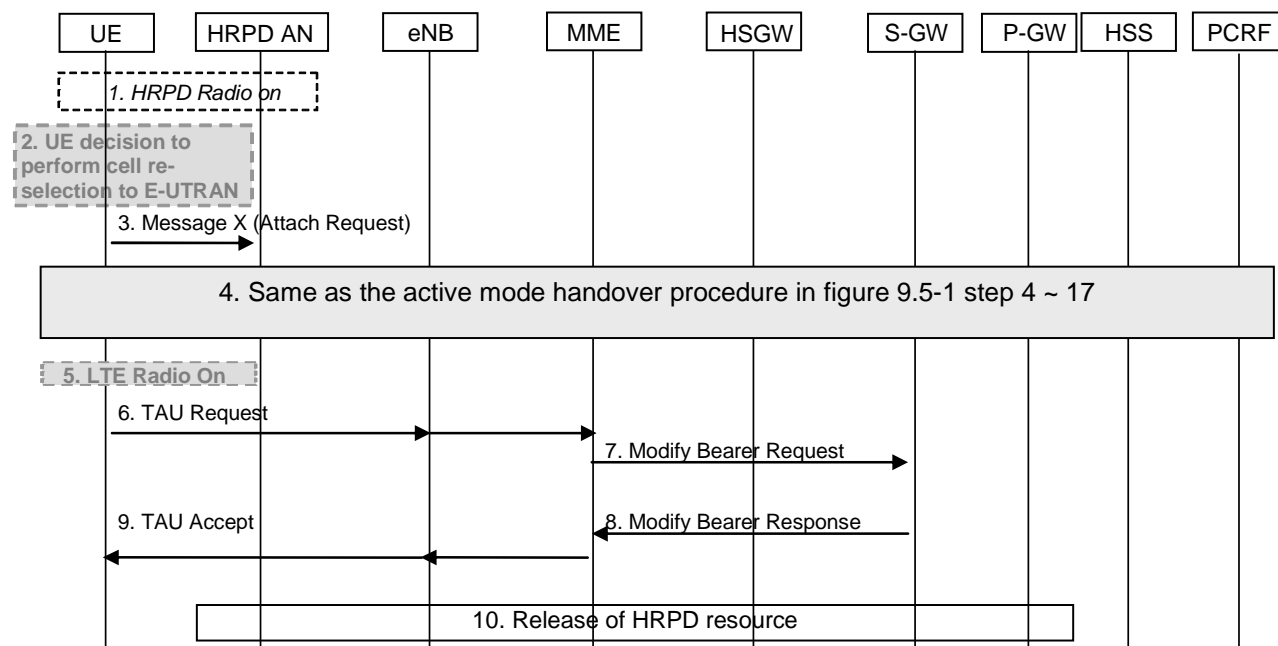 UE HRPD AN eNB MME HSGW S-GW P-GW HSS PCRF
1. HRPD Radio on
2. UE decision to
perform cell re-
selection to E-UTRAN
3. Message X (Attach Request)
4. Same as the active mode handover procedure in figure 9.5-1 step 4 ~ 17
5. LTE Radio On
6. TAU Request
7. Modify Bearer Request
9. TAU Accept
8. Modify Bearer Response
10. Release of HRPD resource